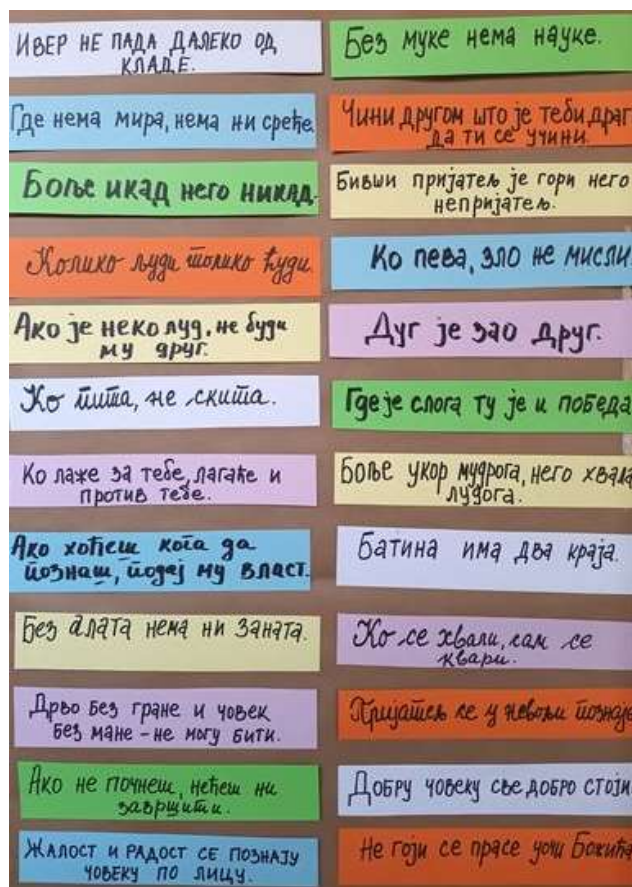 ИВЕР НЕ ПАДА ДАЛЕКО ОД
КЛАДЕ.
Где нема мира, нема ни среће.
Боље икад него никад.
Колико људи толико ћуди.
Ако је неко луд, не буди
му друг.
Ко пита, не скита.
Ко лаже за тебе, лагаће и
против тебе.
Ако хоћеш кога да
познаш, подај му власт.
Без алата нема ни заната.
Дрво без гране и човек
без мане - не могу бити.
Ако не почнеш, нећеш ни
завршити.
ЖАЛОСТ И РАДОСТ СЕ ПОЗНАЈУ
ЧОВЕКУ ПО ЛИЦУ.
Без муке нема науке.
Чини другом што је теби драг
да ти се учини.
Бивши пријатељ је гори него
непријатељ.
Ко пева, зло не мисли.
Дуг је зао друг.
Где је слога ту је и победа
Боље укор мудрога, него хвала
лудога.
Батина има два краја.
Ко се хвали, сам се
квари.
Пријатељ се у невољи познаје
Добру човеку све добро стоји
Не гоји се прасе уочи Божића